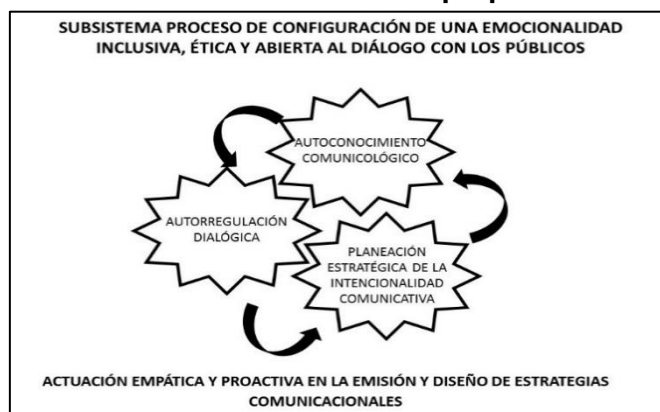 SUBSISTEMA PROCESO DE CONFIGURACIÓN DE UNA EMOCIONALIDAD
INCLUSIVA, ÉTICA Y ABIERTA AL DIÁLOGO CON LOS PÚBLICOS
AUTOCONOCIMIENTO
COMUNICOLÓGICO
AUTORREGULACIÓN
DIALÓGICA
PLANEACIÓN
ESTRATÉGICA DE LA
INTENCIONALIDAD
COMUNICATIVA
ACTUACIÓN EMPÁTICA Y PROACTIVA EN LA EMISIÓN Y DISEÑO DE ESTRATEGIAS
COMUNICACIONALES